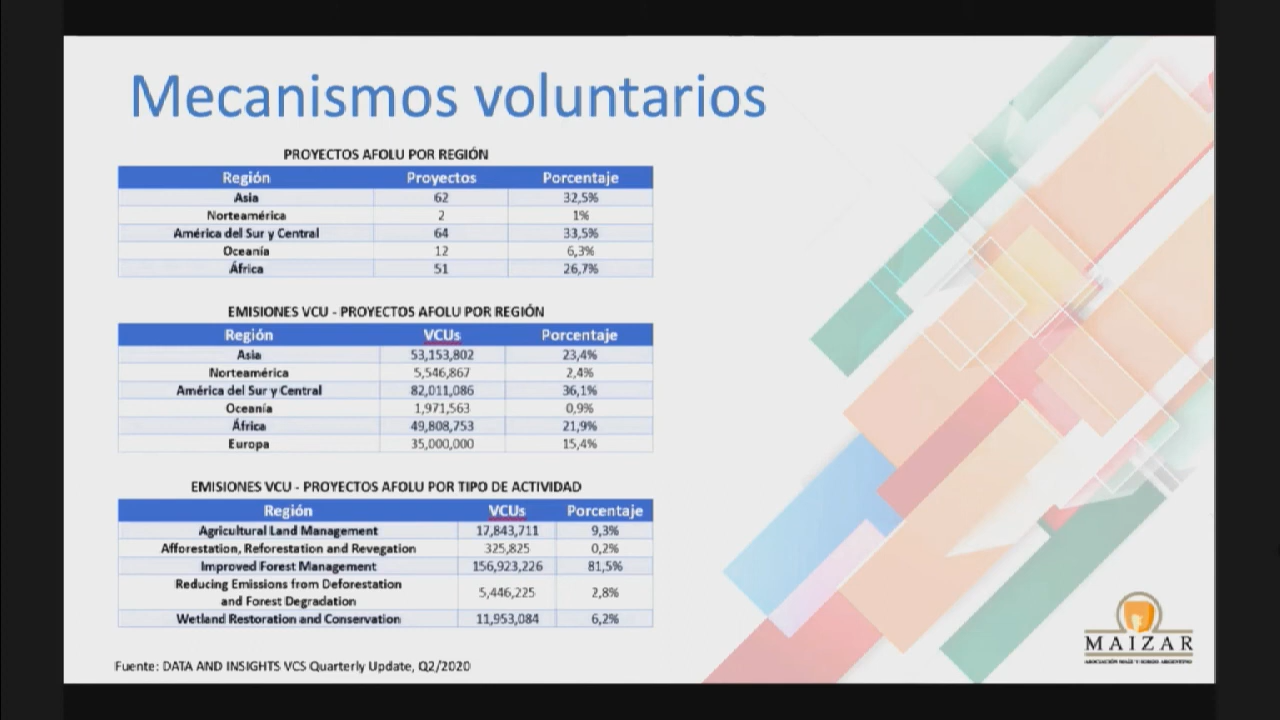 Mecanismos voluntarios
PROYECTOS AFOLU POR REGIÓN
Región Proyectos Porcentaje
Asia 62 32,5%
Norteamérica 2 1%
América del Sur y Central 64 33,5%
Oceanía 12 6,3%
África 51 26,7%
EMISIONES VCU - PROYECTOS AFOLU POR REGIÓN
Región VCUs Porcentaje
Asia 53,153,802 23,4%
Norteamérica 5,546,867 2,4%
América del Sur y Central 82,011,086 36,1%
Oceanía 1,971,563 0,9%
África 49,808,753 21,9%
Europa 35,000,000 15,4%
EMISIONES VCU - PROYECTOS AFOLU POR TIPO DE ACTIVIDAD
Región VCUs Porcentaje
Agricultural Land Management 17,843,711 9,3%
Afforestation, Reforestation and Revegation 325,825 0,2%
Improved Forest Management 156,923,226 81,5%
Reducing Emissions from Deforestation
and Forest Degradation 5,446,225 2,8%
Wetland Restoration and Conservation 11,953,084 6,2%
Fuente: DATA AND INSIGHTS VCS Quarterly Update, Q2/2020
MAIZAR
ASOCIACIÓN MAÍZ Y SORGO ARGENTINO